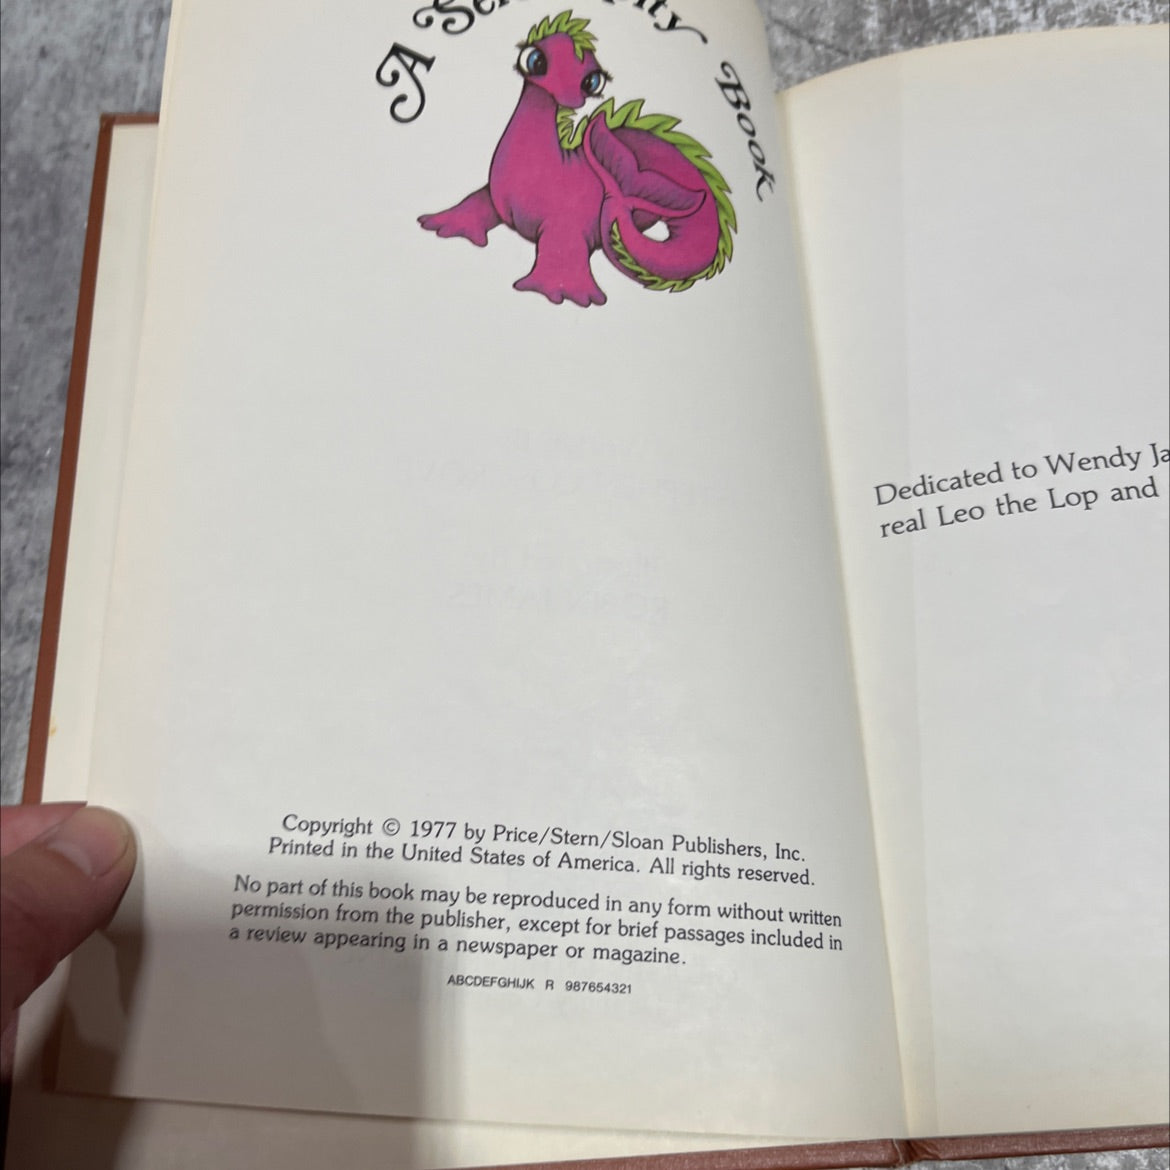 A Serendipity Book
Copyright © 1977 by Price/Stern/Sloan Publishers, Inc.
Printed in the United States of America. All rights reserved.
No part of this book may be reproduced in any form without written
permission from the publisher, except for brief passages included in
a review appearing in a newspaper or magazine.
ABCDEFGHIJK R 987654321
Dedicated to Wendy Ja
real Leo the Lop and